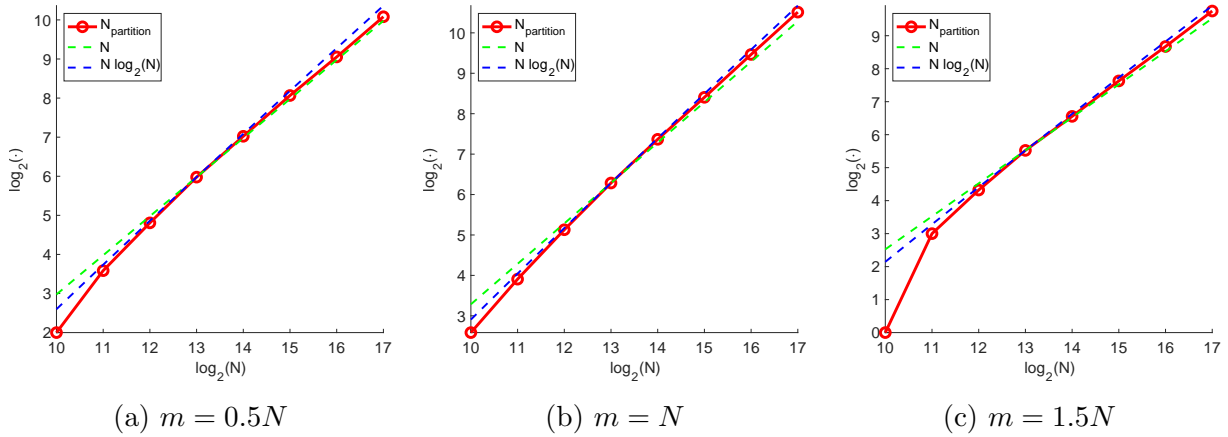 N_partition
N
N log_2(N)
log_2(·)
10
9
8
7
6
5
4
3
2
10 11 12 13 14 15 16 17
log_2(N)
(a) m = 0.5N
N_partition
N
N log_2(N)
log_2(·)
10
9
8
7
6
5
4
3
10 11 12 13 14 15 16 17
log_2(N)
(b) m = N
N_partition
N
N log_2(N)
log_2(·)
9
8
7
6
5
4
3
2
1
0
10 11 12 13 14 15 16 17
log_2(N)
(c) m = 1.5N